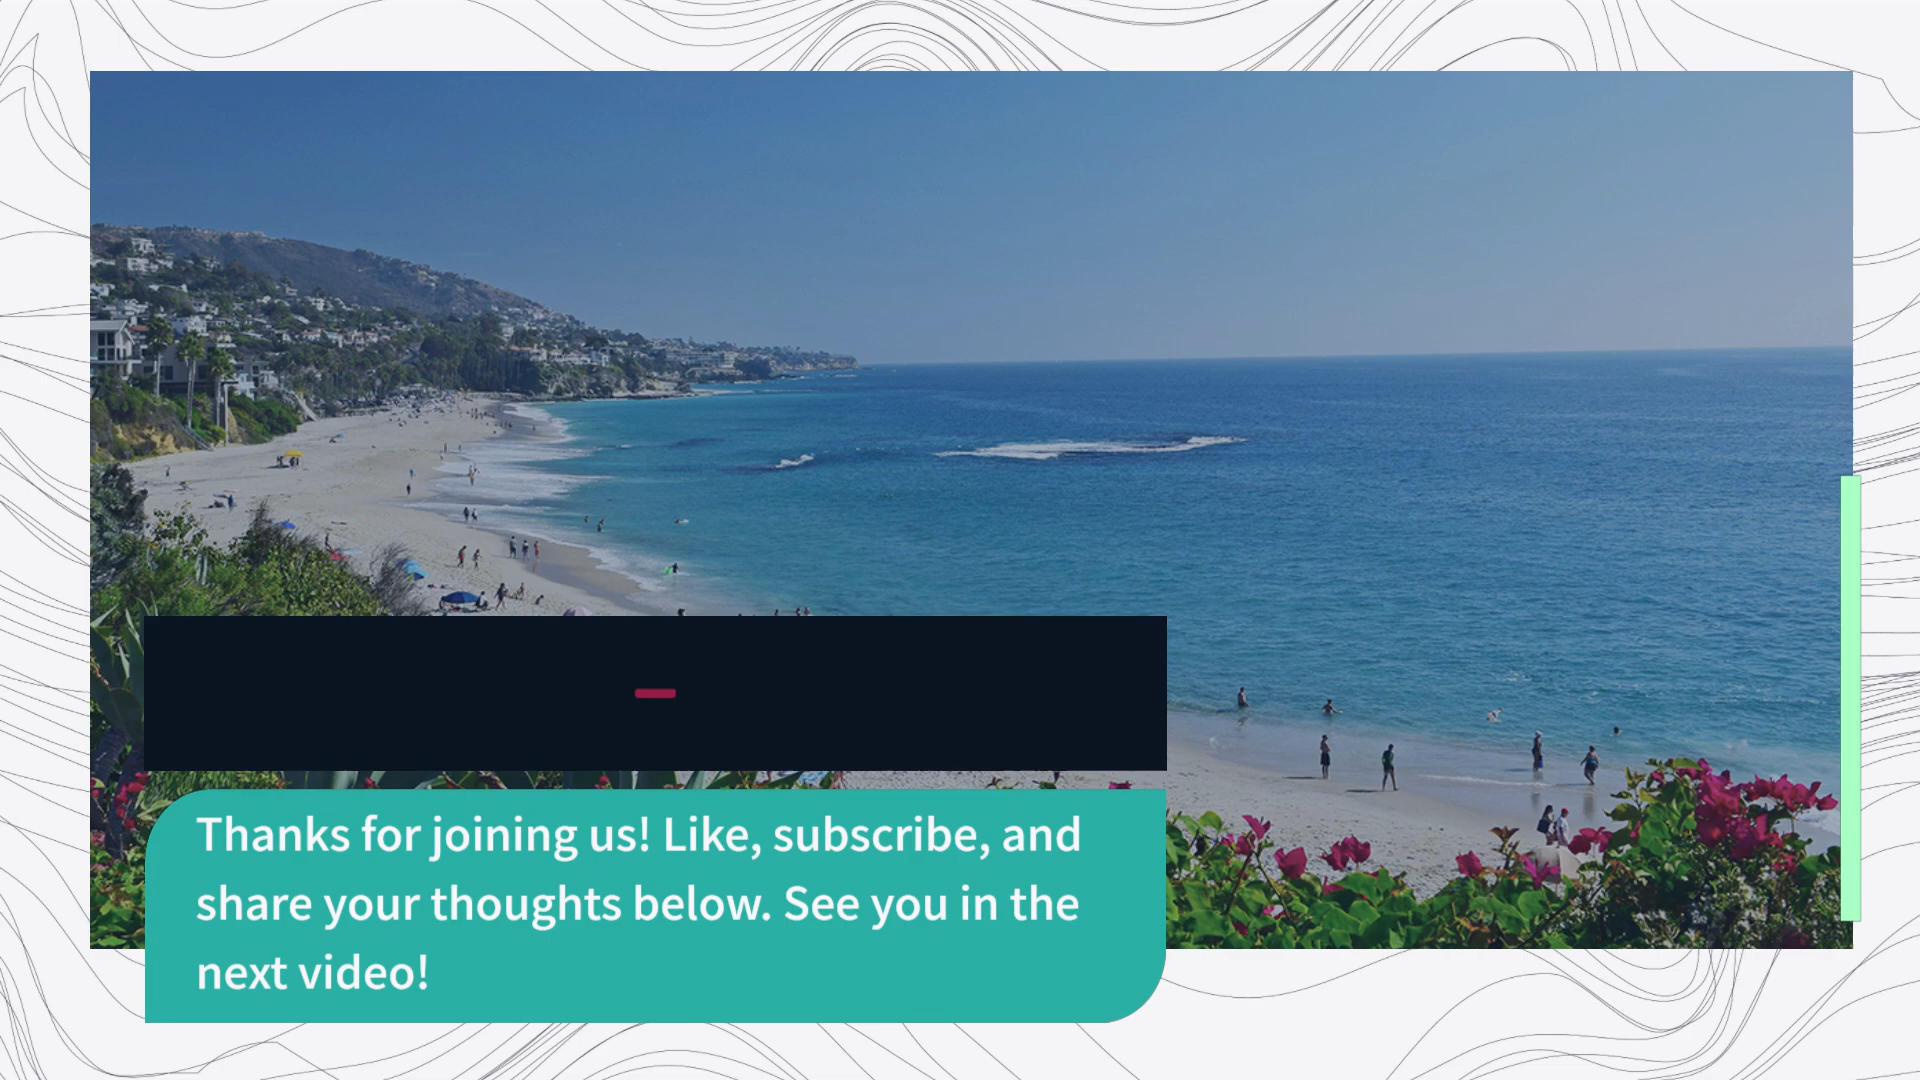 Thanks for joining us! Like, subscribe, and
share your thoughts below. See you in the
next video!